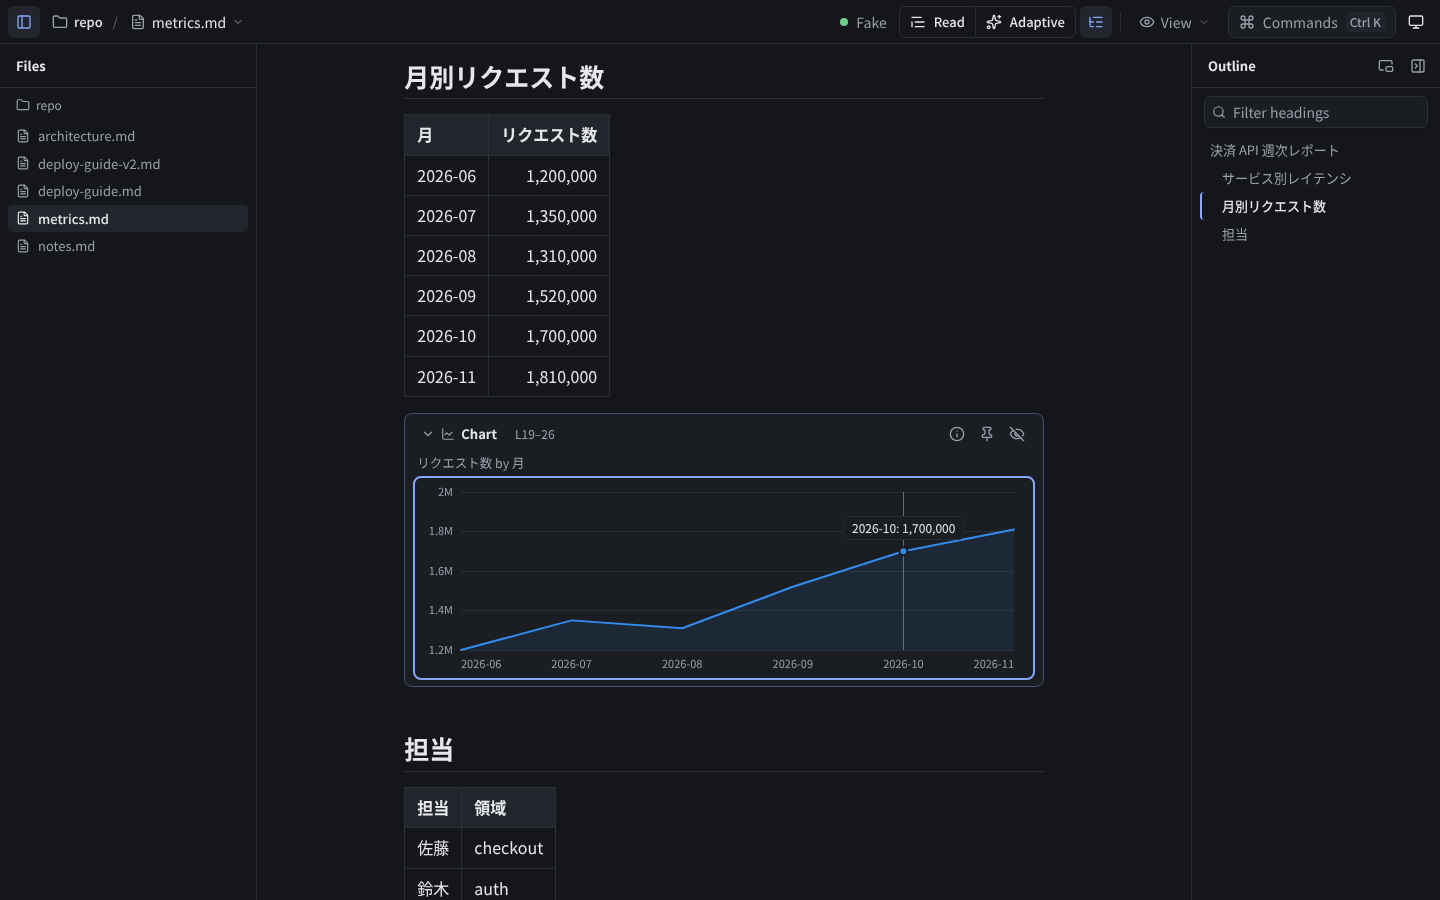 repo / metrics.md
Fake
Read
Adaptive
View
Commands Ctrl K
Files
repo
architecture.md
deploy-guide-v2.md
deploy-guide.md
metrics.md
notes.md
月別リクエスト数
月 リクエスト数
2026-06 1,200,000
2026-07 1,350,000
2026-08 1,310,000
2026-09 1,520,000
2026-10 1,700,000
2026-11 1,810,000
Chart L19–26
リクエスト数 by 月
2M
1.8M
1.6M
1.4M
1.2M
2026-10: 1,700,000
2026-06 2026-07 2026-08 2026-09 2026-10 2026-11
担当
担当 領域
佐藤 checkout
鈴木 auth
Outline
Filter headings
決済 API 週次レポート
サービス別レイテンシ
月別リクエスト数
担当